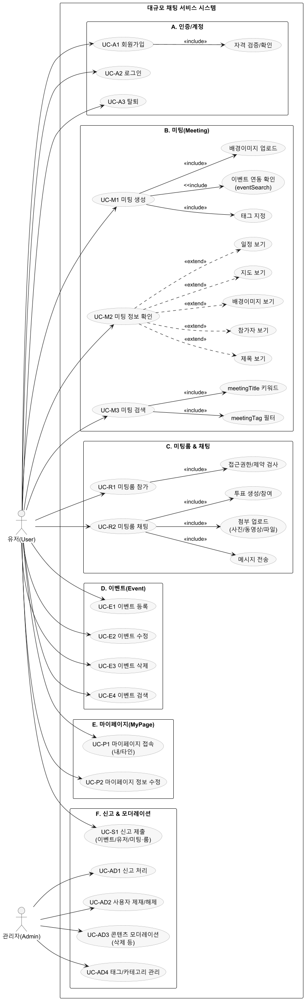 대규모 채팅 서비스 시스템
A. 인증/계정
UC-A1 회원가입
«include»
자격 검증/확인
UC-A2 로그인
UC-A3 탈퇴
B. 미팅(Meeting)
배경이미지 업로드
«include»
이벤트 연동 확인
(eventSearch)
<<include
UC-M1 미팅 생성
«include»
태그 지정
일정 보기
«extend»
지도 보기
«extend»
배경이미지 보기
«extend»
UC-M2 미팅 정보 확인
«extend»
참가자 보기
«extend»
제목 보기
meetingTitle 키워드
«include»
UC-M3 미팅 검색
«include»
meetingTag 필터
C. 미팅룸 & 채팅
접근권한/제약 검사
«include»
UC-R1 미팅룸 참가
투표 생성/참여
«include»
첨부 업로드
(사진/동영상/파일)
«include»
UC-R2 미팅룸 채팅
«include»
메시지 전송
유저(User)
D. 이벤트(Event)
UC-E1 이벤트 등록
UC-E2 이벤트 수정
UC-E3 이벤트 삭제
UC-E4 이벤트 검색
E. 마이페이지(MyPage)
UC-P1 마이페이지 접속
(내/타인)
UC-P2 마이페이지 정보 수정
F. 신고 & 모더레이션
UC-S1 신고 제출
(이벤트/유저/미팅·룸)
UC-AD1 신고 처리
UC-AD2 사용자 제재/해제
관리자(Admin)
UC-AD3 콘텐츠 모더레이션
(삭제 등)
UC-AD4 태그/카테고리 관리